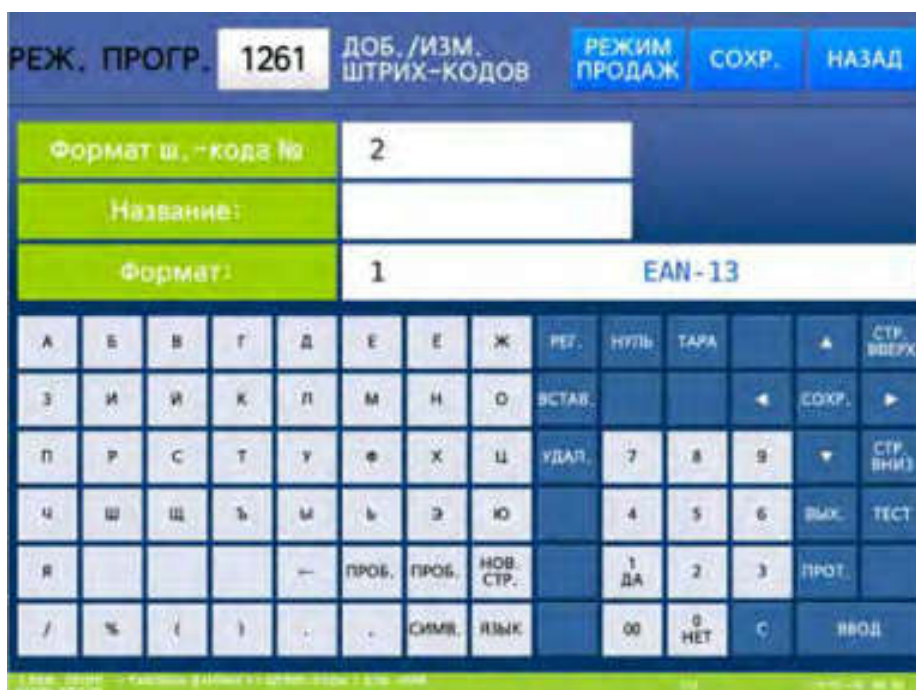 РЕЖ. ПРОГР. 1261 ДОБ./ИЗМ. ШТРИХ-КОДОВ РЕЖИМ ПРОДАЖ СОХР. НАЗАД
Формат ш.-кода № 2
Название:
Формат: 1 EAN-13
А Б В Г Д Е Ё Ж РЕГ. НУЛЬ ТАРА ▲ СТР. ВВЕРХ
З И Й К Л М Н О ВСТАВ. ◄ СОХР. ►
П Р С Т У Ф Х Ц УДАЛ. 7 8 9 ▼ СТР. ВНИЗ
Ч Ш Щ Ъ Ы Ь Э Ю 4 5 6 ВЫХ. ТЕСТ
Я ← ПРОБ. ПРОБ. НОВ. СТР. 1 ДА 2 3 ПРОТ.
/ % ( ) СИМВ. ЯЗЫК 00 0 НЕТ C ВВОД